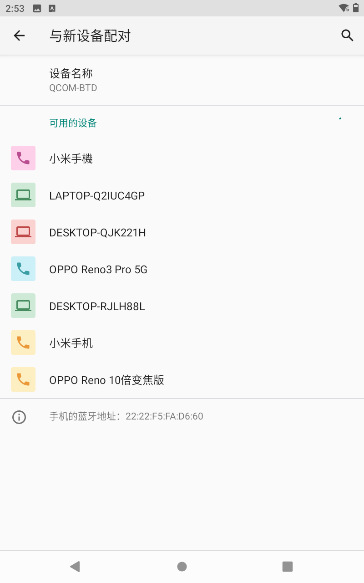 2:53
与新设备配对
设备名称
QCOM-BTD
可用的设备
小米手機
LAPTOP-Q2IUC4GP
DESKTOP-QJK221H
OPPO Reno3 Pro 5G
DESKTOP-RJLH88L
小米手机
OPPO Reno 10倍变焦版
手机的蓝牙地址：22:22:F5:FA:D6:60